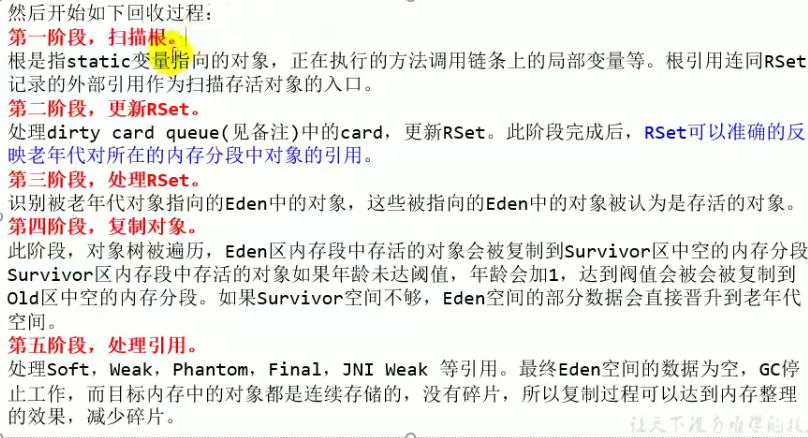 然后开始如下回收过程：
第一阶段，扫描根。
根是指static变量指向的对象，正在执行的方法调用链条上的局部变量等。根引用连同RSet
记录的外部引用作为扫描存活对象的入口。
第二阶段，更新RSet。
处理dirty card queue(见备注)中的card，更新RSet。此阶段完成后，RSet可以准确的反
映老年代对所在的内存分段中对象的引用。
第三阶段，处理RSet。
识别被老年代对象指向的Eden中的对象，这些被指向的Eden中的对象被认为是存活的对象。
第四阶段，复制对象。
此阶段，对象树被遍历，Eden区内存段中存活的对象会被复制到Survivor区中空的内存分段
Survivor区内存段中存活的对象如果年龄未达阈值，年龄会加1，达到阀值会被会被复制到
Old区中空的内存分段。如果Survivor空间不够，Eden空间的部分数据会直接晋升到老年代
空间。
第五阶段，处理引用。
处理Soft，Weak，Phantom，Final，JNI Weak 等引用。最终Eden空间的数据为空，GC停
止工作，而目标内存中的对象都是连续存储的，没有碎片，所以复制过程可以达到内存整理
的效果，减少碎片。
让天下没有难学的技